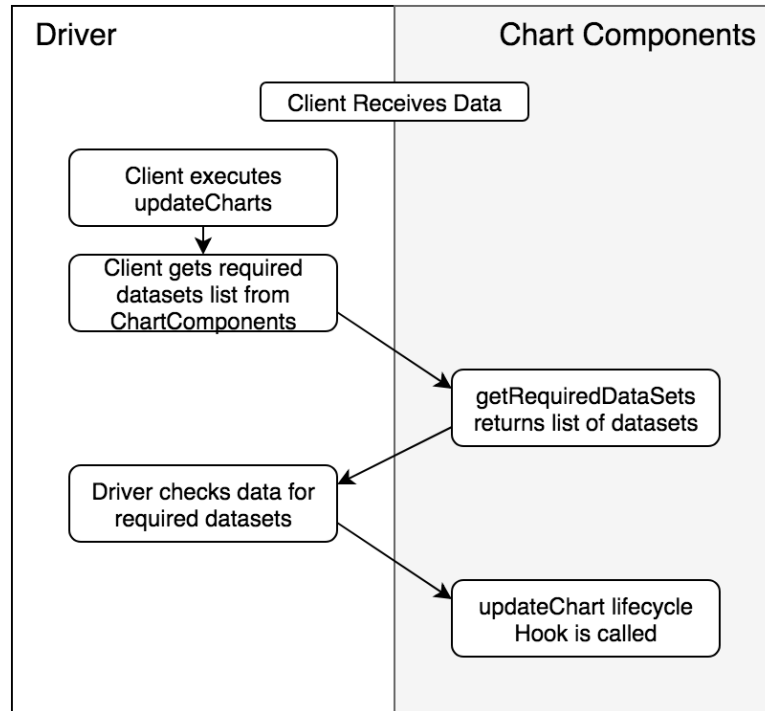 Driver
Chart Components
Client Receives Data
Client executes
updateCharts
Client gets required
datasets list from
ChartComponents
getRequiredDataSets
returns list of datasets
Driver checks data for
required datasets
updateChart lifecycle
Hook is called